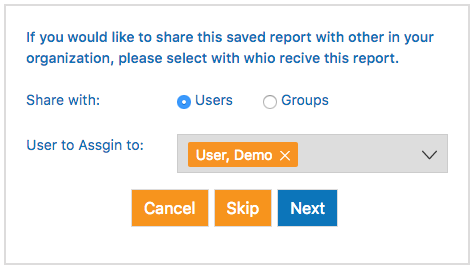 If you would like to share this saved report with other in your
organization, please select with whio recive this report.
Share with: Users Groups
User to Assgin to: User, Demo ×
Cancel Skip Next